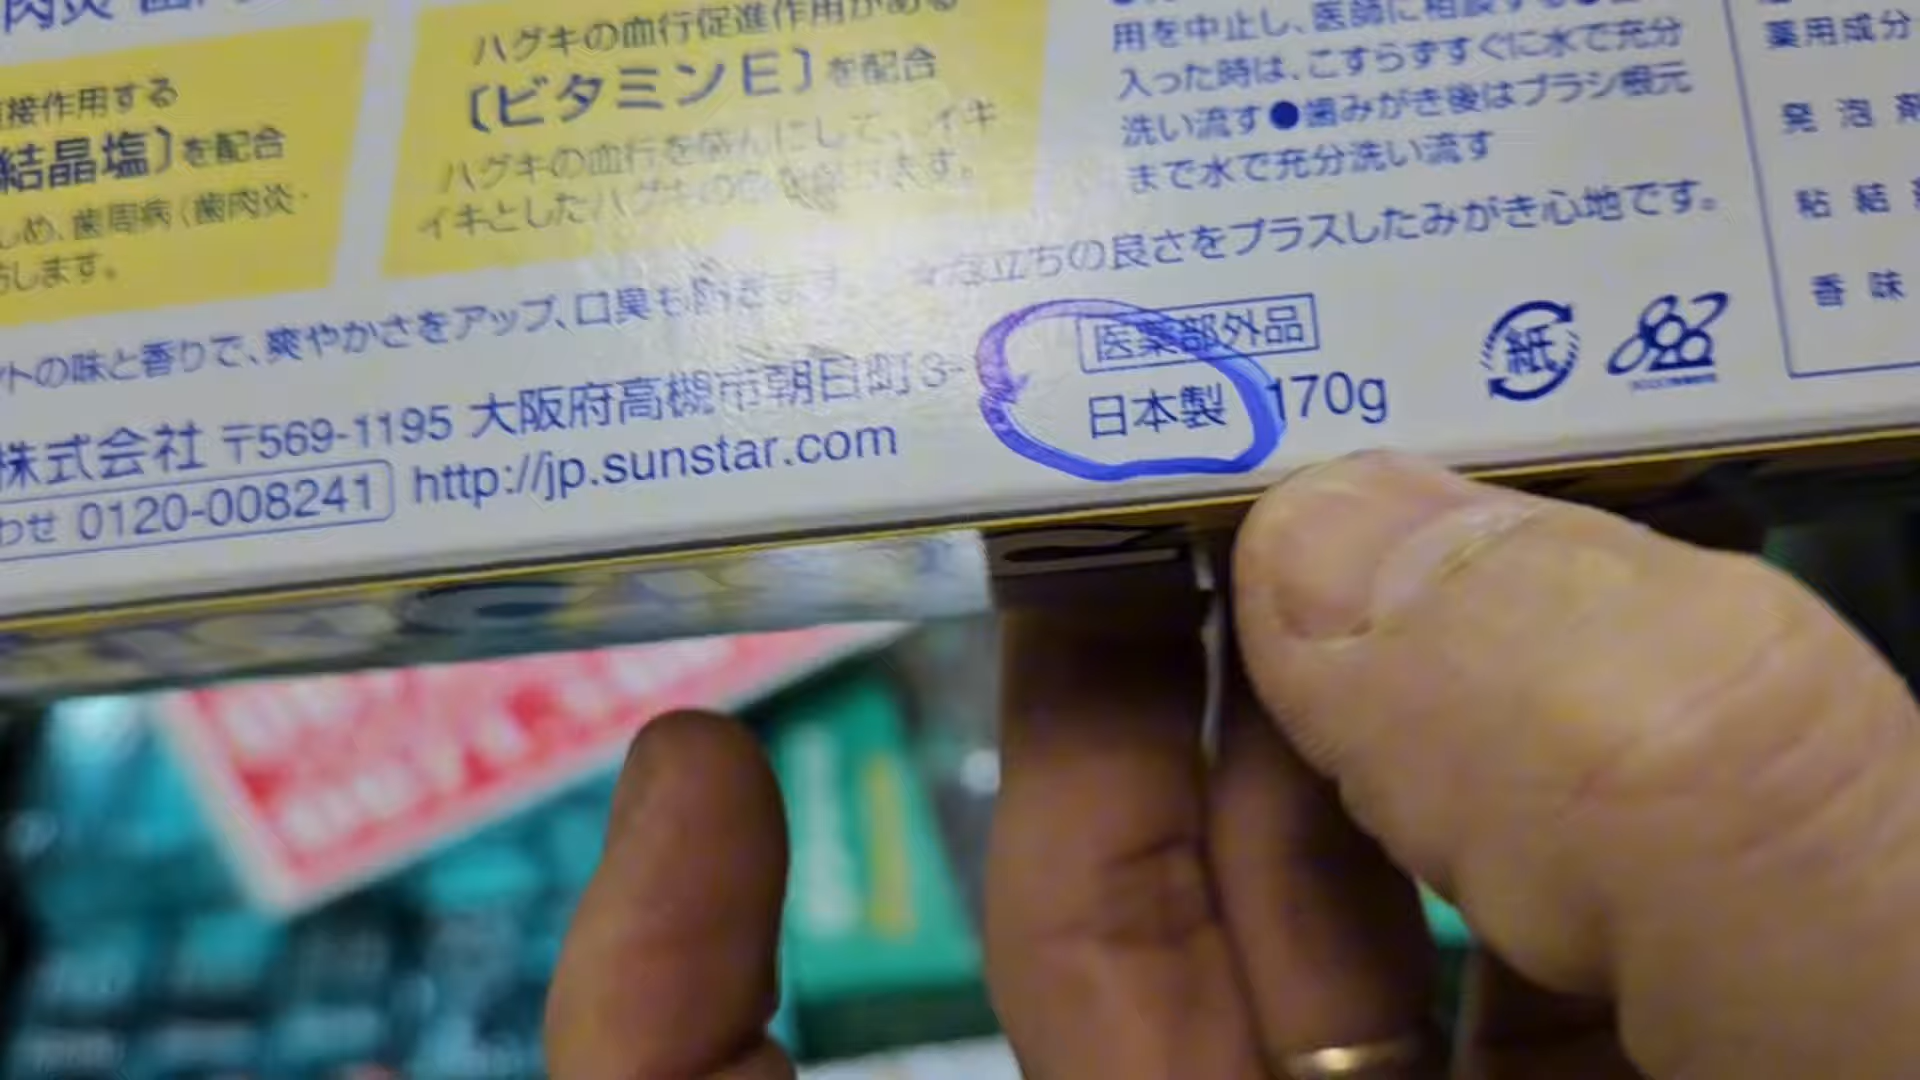 ハグキの血行促進作用がある
[ビタミンE]を配合
ハグキの血行を盛んにして、イキ
イキとしたハグキの
接作用する
結晶塩]を配合
め、歯周病(歯肉炎・
します。
用を中止し、医師に相談する
入った時は、こすらずすぐに水で充分
洗い流す●歯みがき後はブラシ根元
まで水で充分洗い流す
薬用成分
発泡剤
粘結
香味
トの味と香りで、爽やかさをアップ、口臭も防ぎます。
泡立ちの良さをプラスしたみがき心地です。
株式会社 〒569-1195 大阪府高槻市朝日町3-
わせ 0120-008241 http://jp.sunstar.com
医薬部外品
日本製 170g
紙